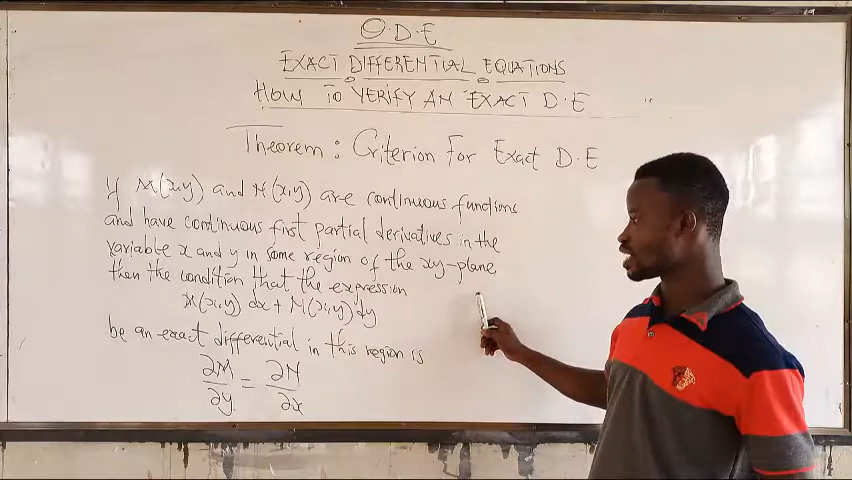 O.D.E
EXACT DIFFERENTIAL EQUATIONS
HOW TO VERIFY AN EXACT D.E
Theorem: Criterion For Exact D.E
If M(x,y) and N(x,y) are continuous functions
and have continuous first partial derivatives in the
variable x and y in some region of the xy-plane
then the condition that the expression
M(x,y) dx + N(x,y) dy
be an exact differential in this region is
∂M/∂y = ∂N/∂x